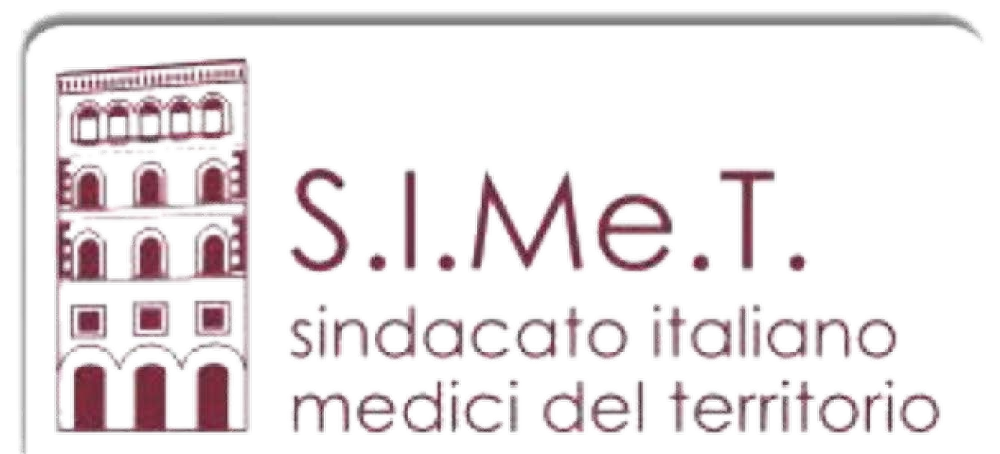 S.I.Me.T.
sindacato italiano
medici del territorio